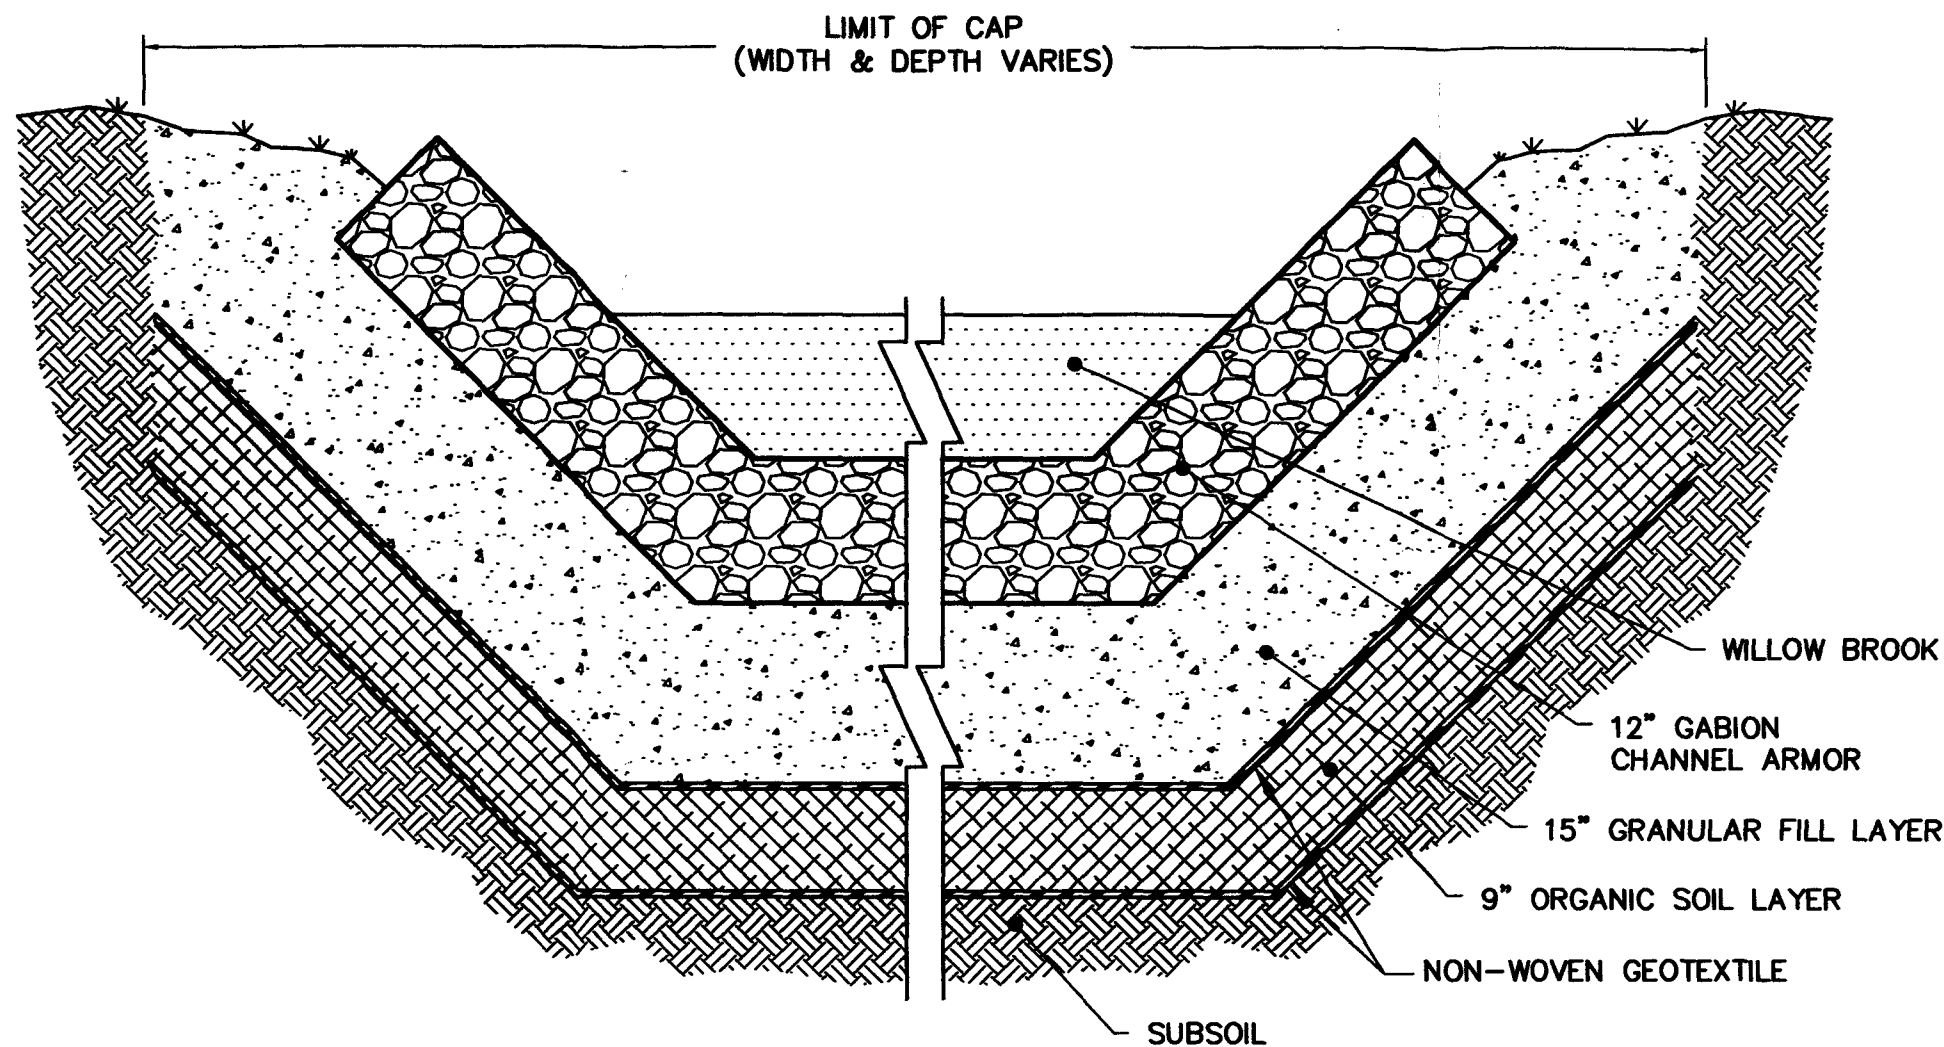 LIMIT OF CAP
(WIDTH & DEPTH VARIES)
WILLOW BROOK
12" GABION
CHANNEL ARMOR
15" GRANULAR FILL LAYER
9" ORGANIC SOIL LAYER
NON-WOVEN GEOTEXTILE
SUBSOIL